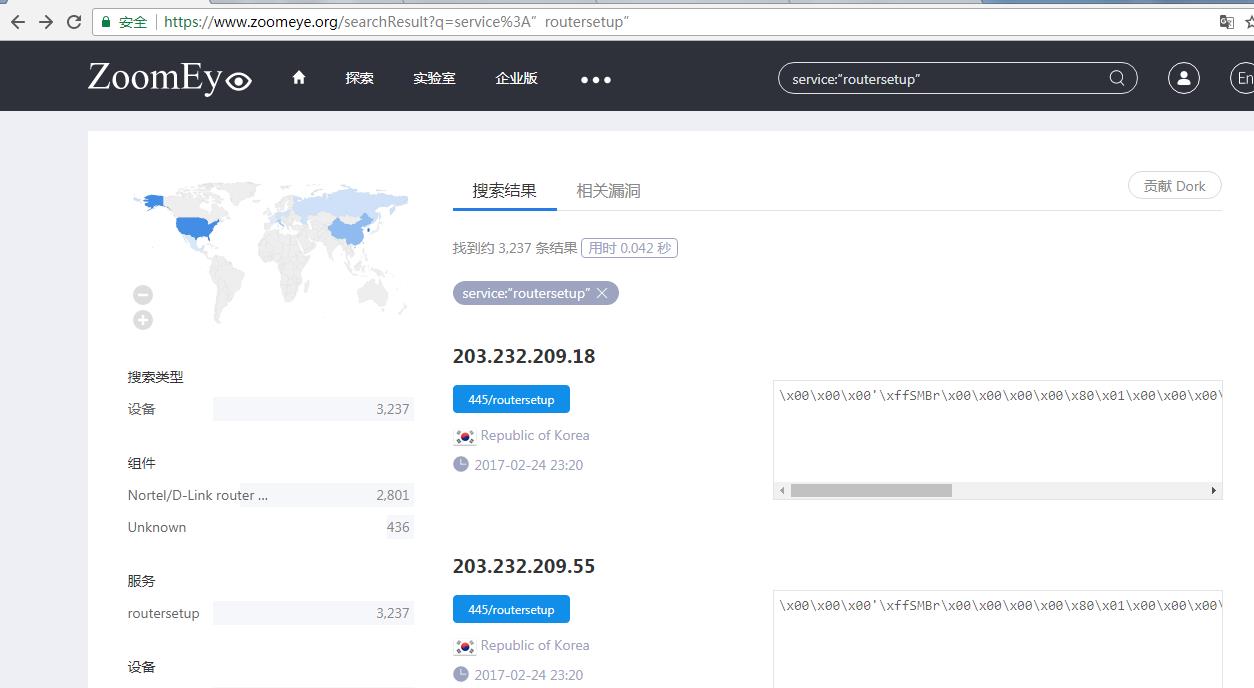 安全 https://www.zoomeye.org/searchResult?q=service%3A“routersetup”
ZoomEye
探索 实验室 企业版 •••
service:“routersetup”
En
搜索结果 相关漏洞 贡献 Dork
找到约 3,237 条结果 用时 0.042 秒
service:“routersetup” ×
搜索类型
设备 3,237
组件
Nortel/D-Link router ... 2,801
Unknown 436
服务
routersetup 3,237
设备
203.232.209.18
445/routersetup
Republic of Korea
2017-02-24 23:20
\x00\x00\x00'\xffSMBr\x00\x00\x00\x00\x80\x01\x00\x00\x00\
203.232.209.55
445/routersetup
Republic of Korea
2017-02-24 23:20
\x00\x00\x00'\xffSMBr\x00\x00\x00\x00\x80\x01\x00\x00\x00\